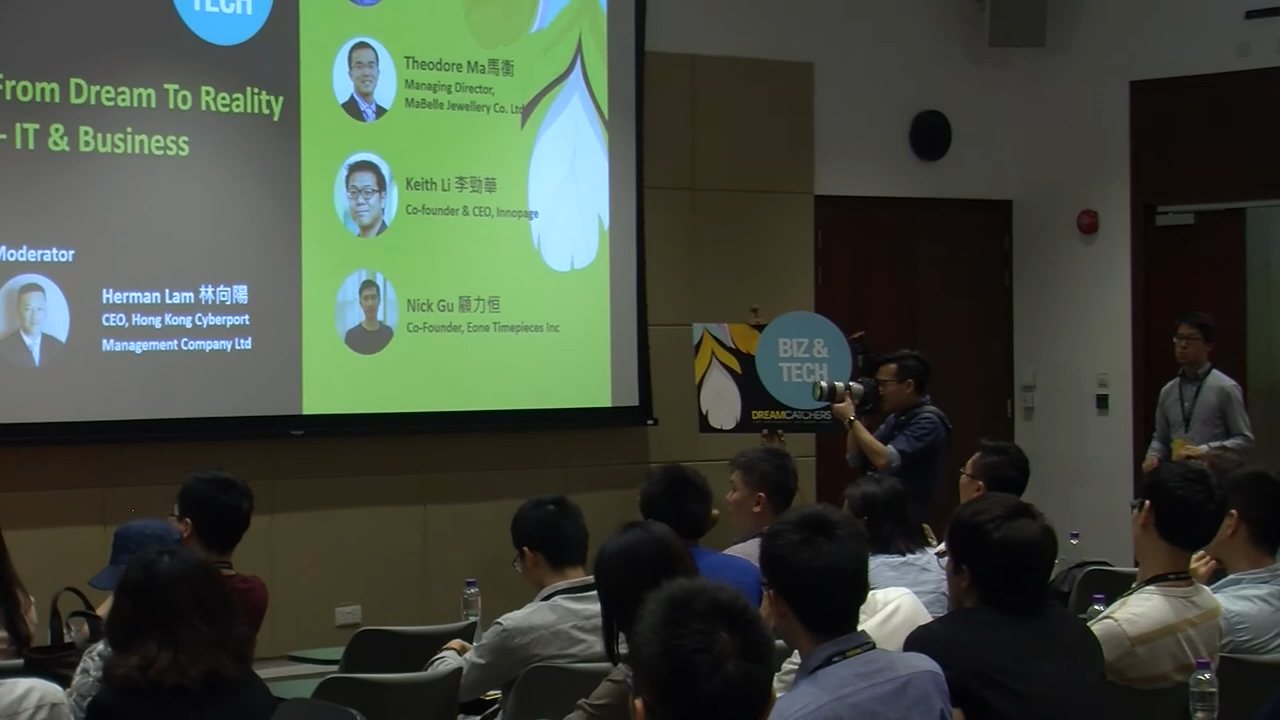 TECH
From Dream To Reality
- IT & Business
Moderator
Herman Lam 林向陽
CEO, Hong Kong Cyberport
Management Company Ltd
Theodore Ma馬衡
Managing Director,
MaBelle Jewellery Co. Ltd
Keith Li 李勁華
Co-founder & CEO, Innopage
Nick Gu 顧力恒
Co-Founder, Eone Timepieces Inc
BIZ &
TECH
DREAMCATCHERS